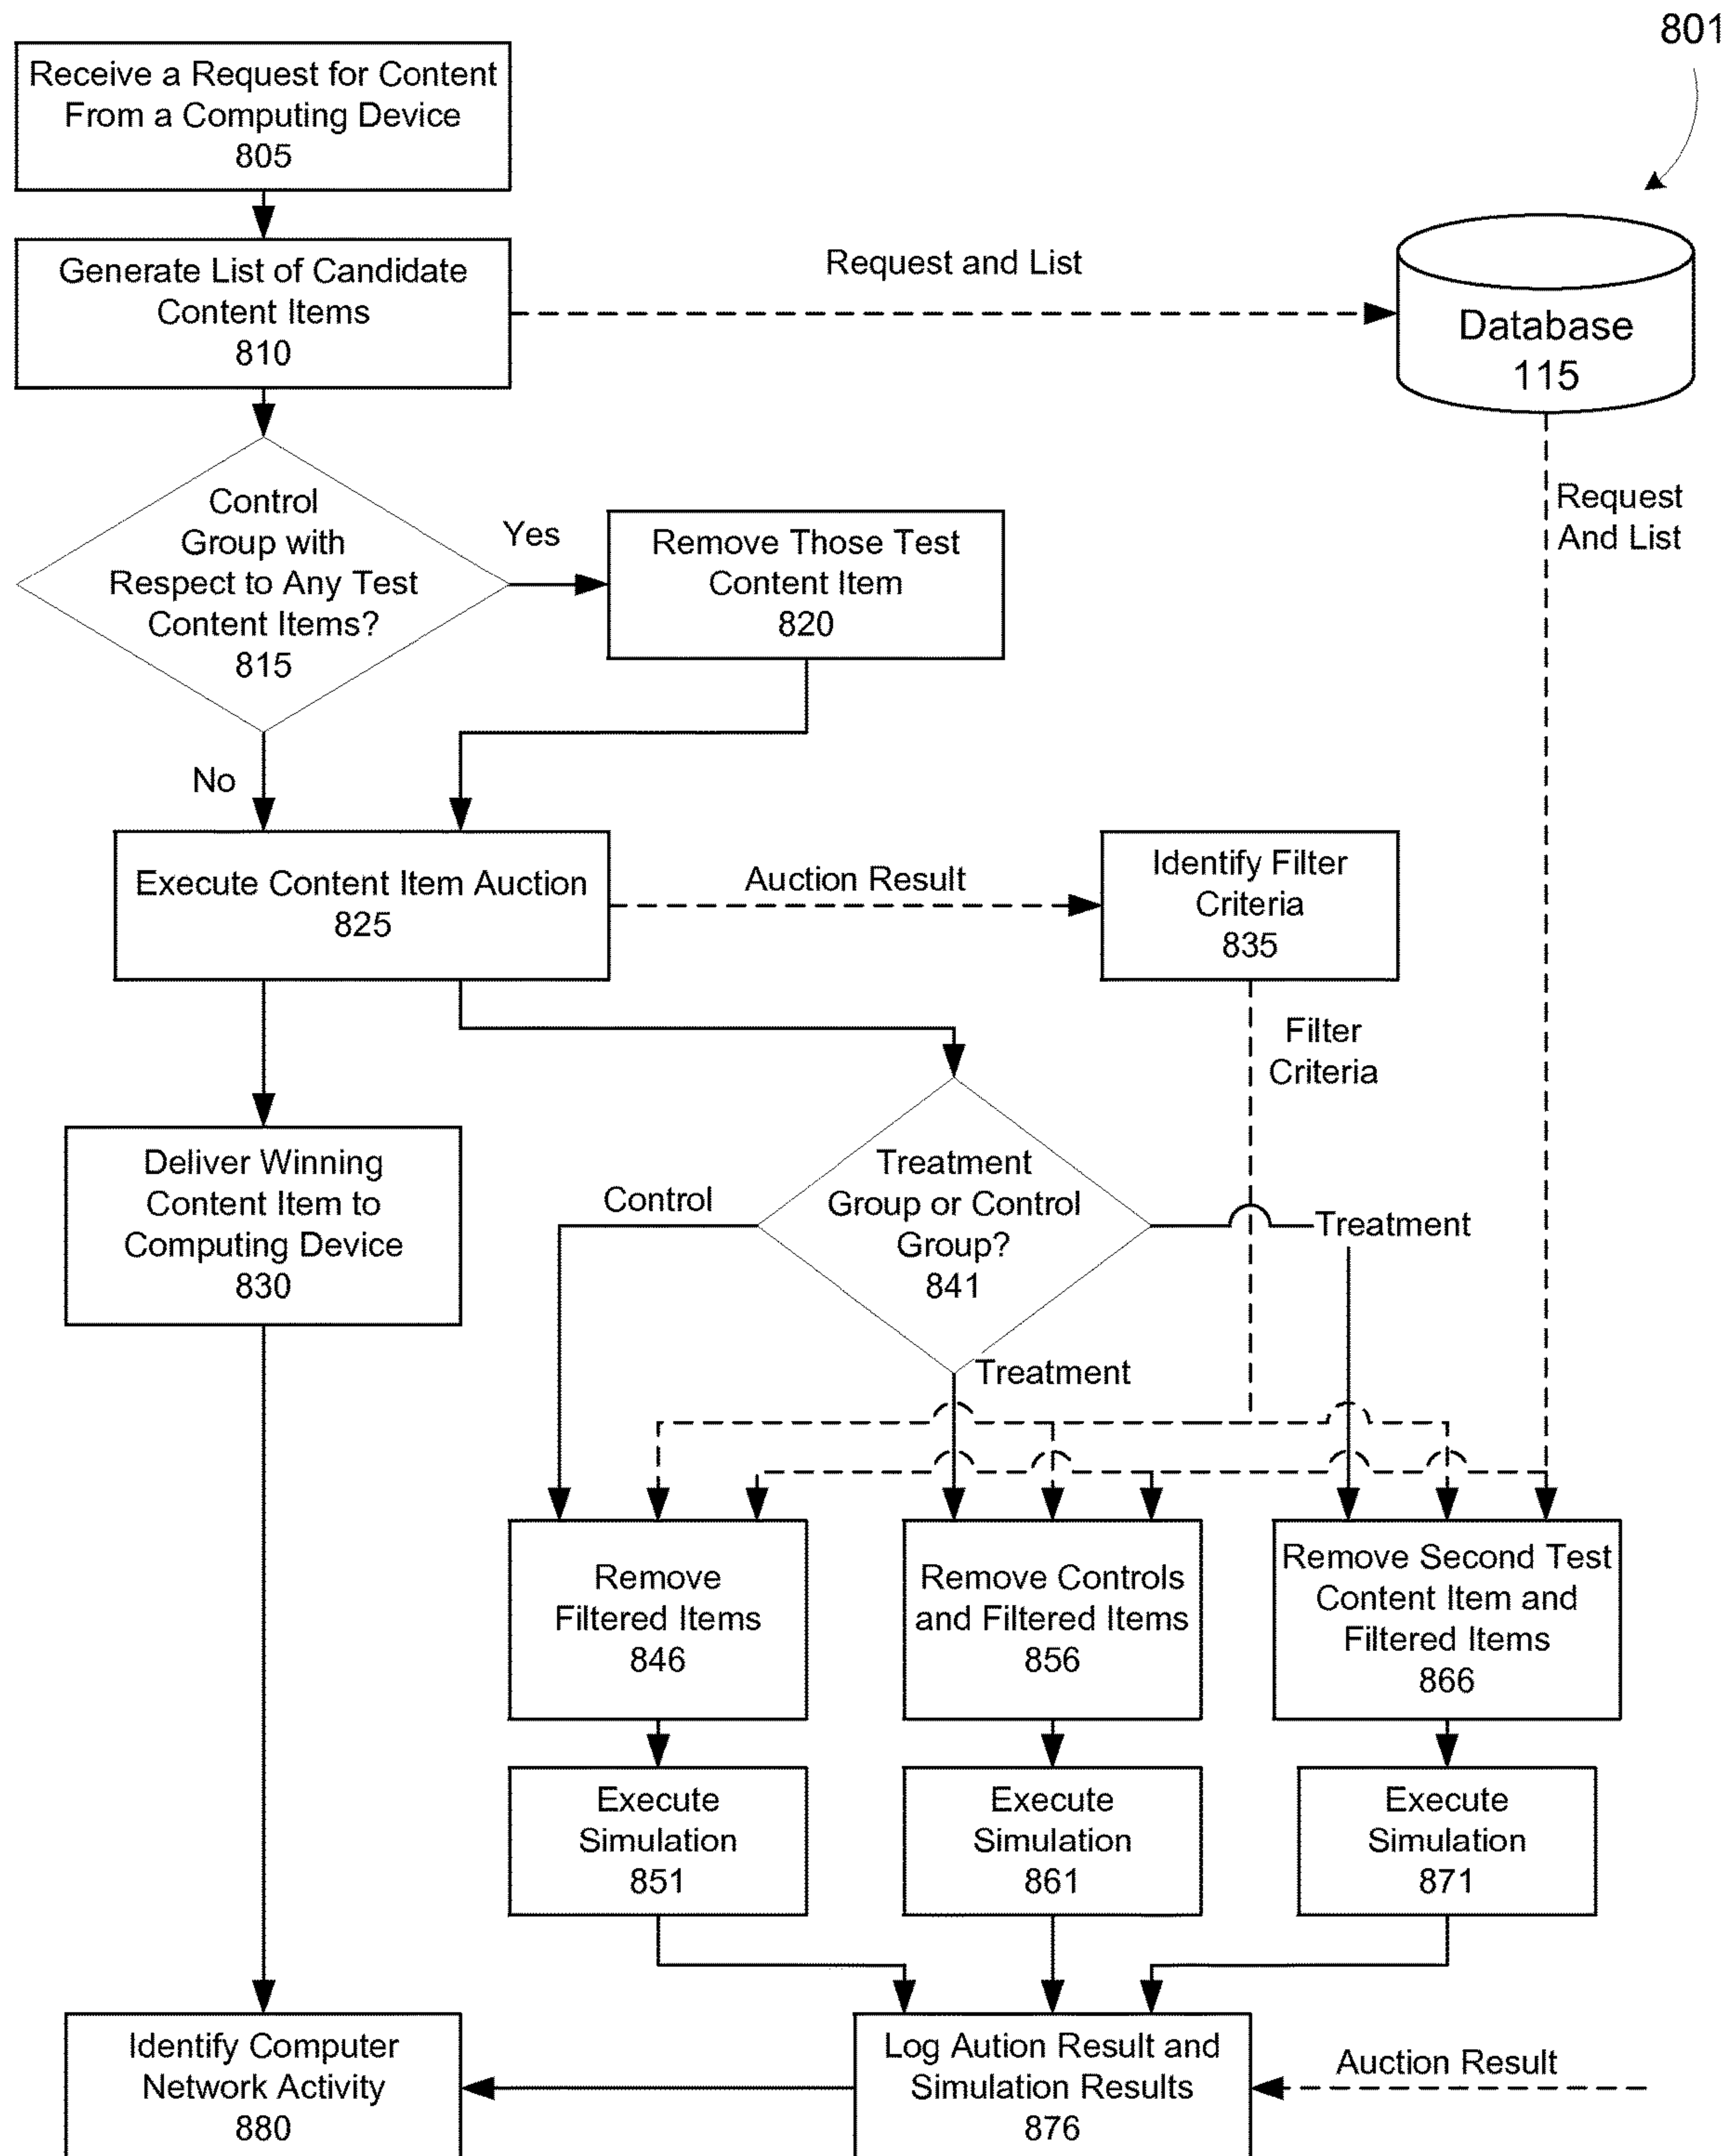 801
Receive a Request for Content
From a Computing Device
805
Generate List of Candidate
Content Items
810
Request and List
Database
115
Request
And List
Control
Group with
Respect to Any Test
Content Items?
815
Yes
Remove Those Test
Content Item
820
No
Execute Content Item Auction
825
Auction Result
Identify Filter
Criteria
835
Filter
Criteria
Deliver Winning
Content Item to
Computing Device
830
Control
Treatment
Group or Control
Group?
841
Treatment
Treatment
Remove
Filtered Items
846
Remove Controls
and Filtered Items
856
Remove Second Test
Content Item and
Filtered Items
866
Execute
Simulation
851
Execute
Simulation
861
Execute
Simulation
871
Identify Computer
Network Activity
880
Log Aution Result and
Simulation Results
876
Auction Result